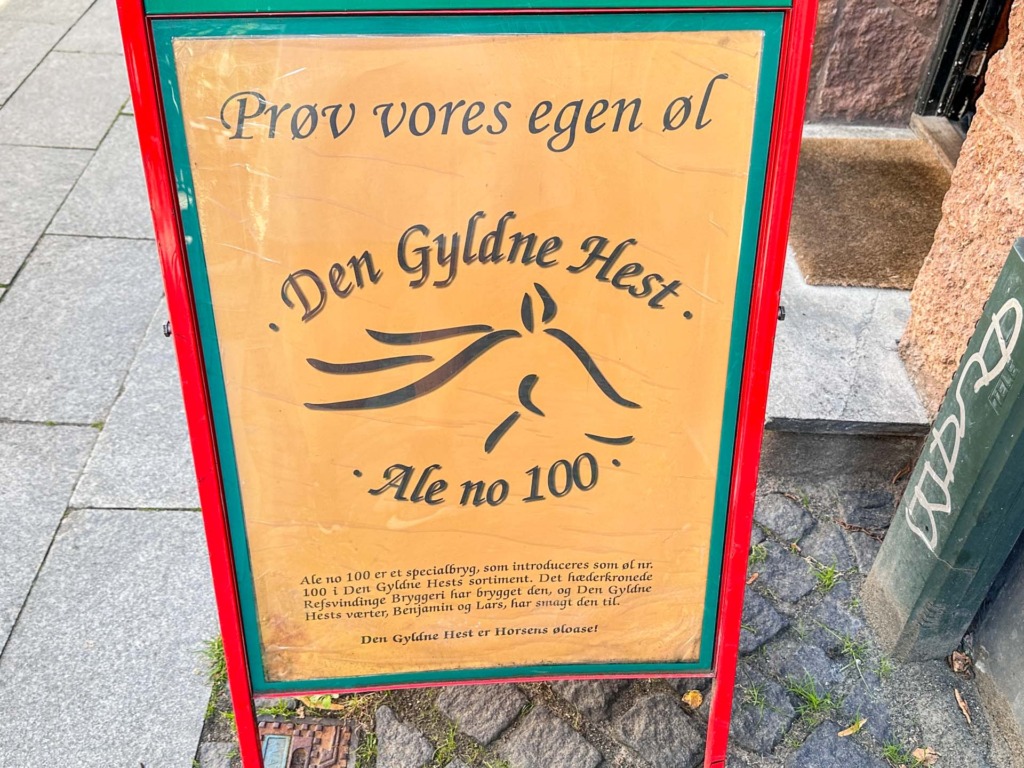 Prøv vores egen øl
· Den Gyldne Hest ·
· Ale no 100 ·
Ale no 100 er et specialbryg, som introduceres som øl nr.
100 i Den Gyldne Hests sortiment. Det hæderkronede
Refsvindinge Bryggeri har brygget den, og Den Gyldne
Hests værter, Benjamin og Lars, har smagt den til.
Den Gyldne Hest er Horsens øloase!